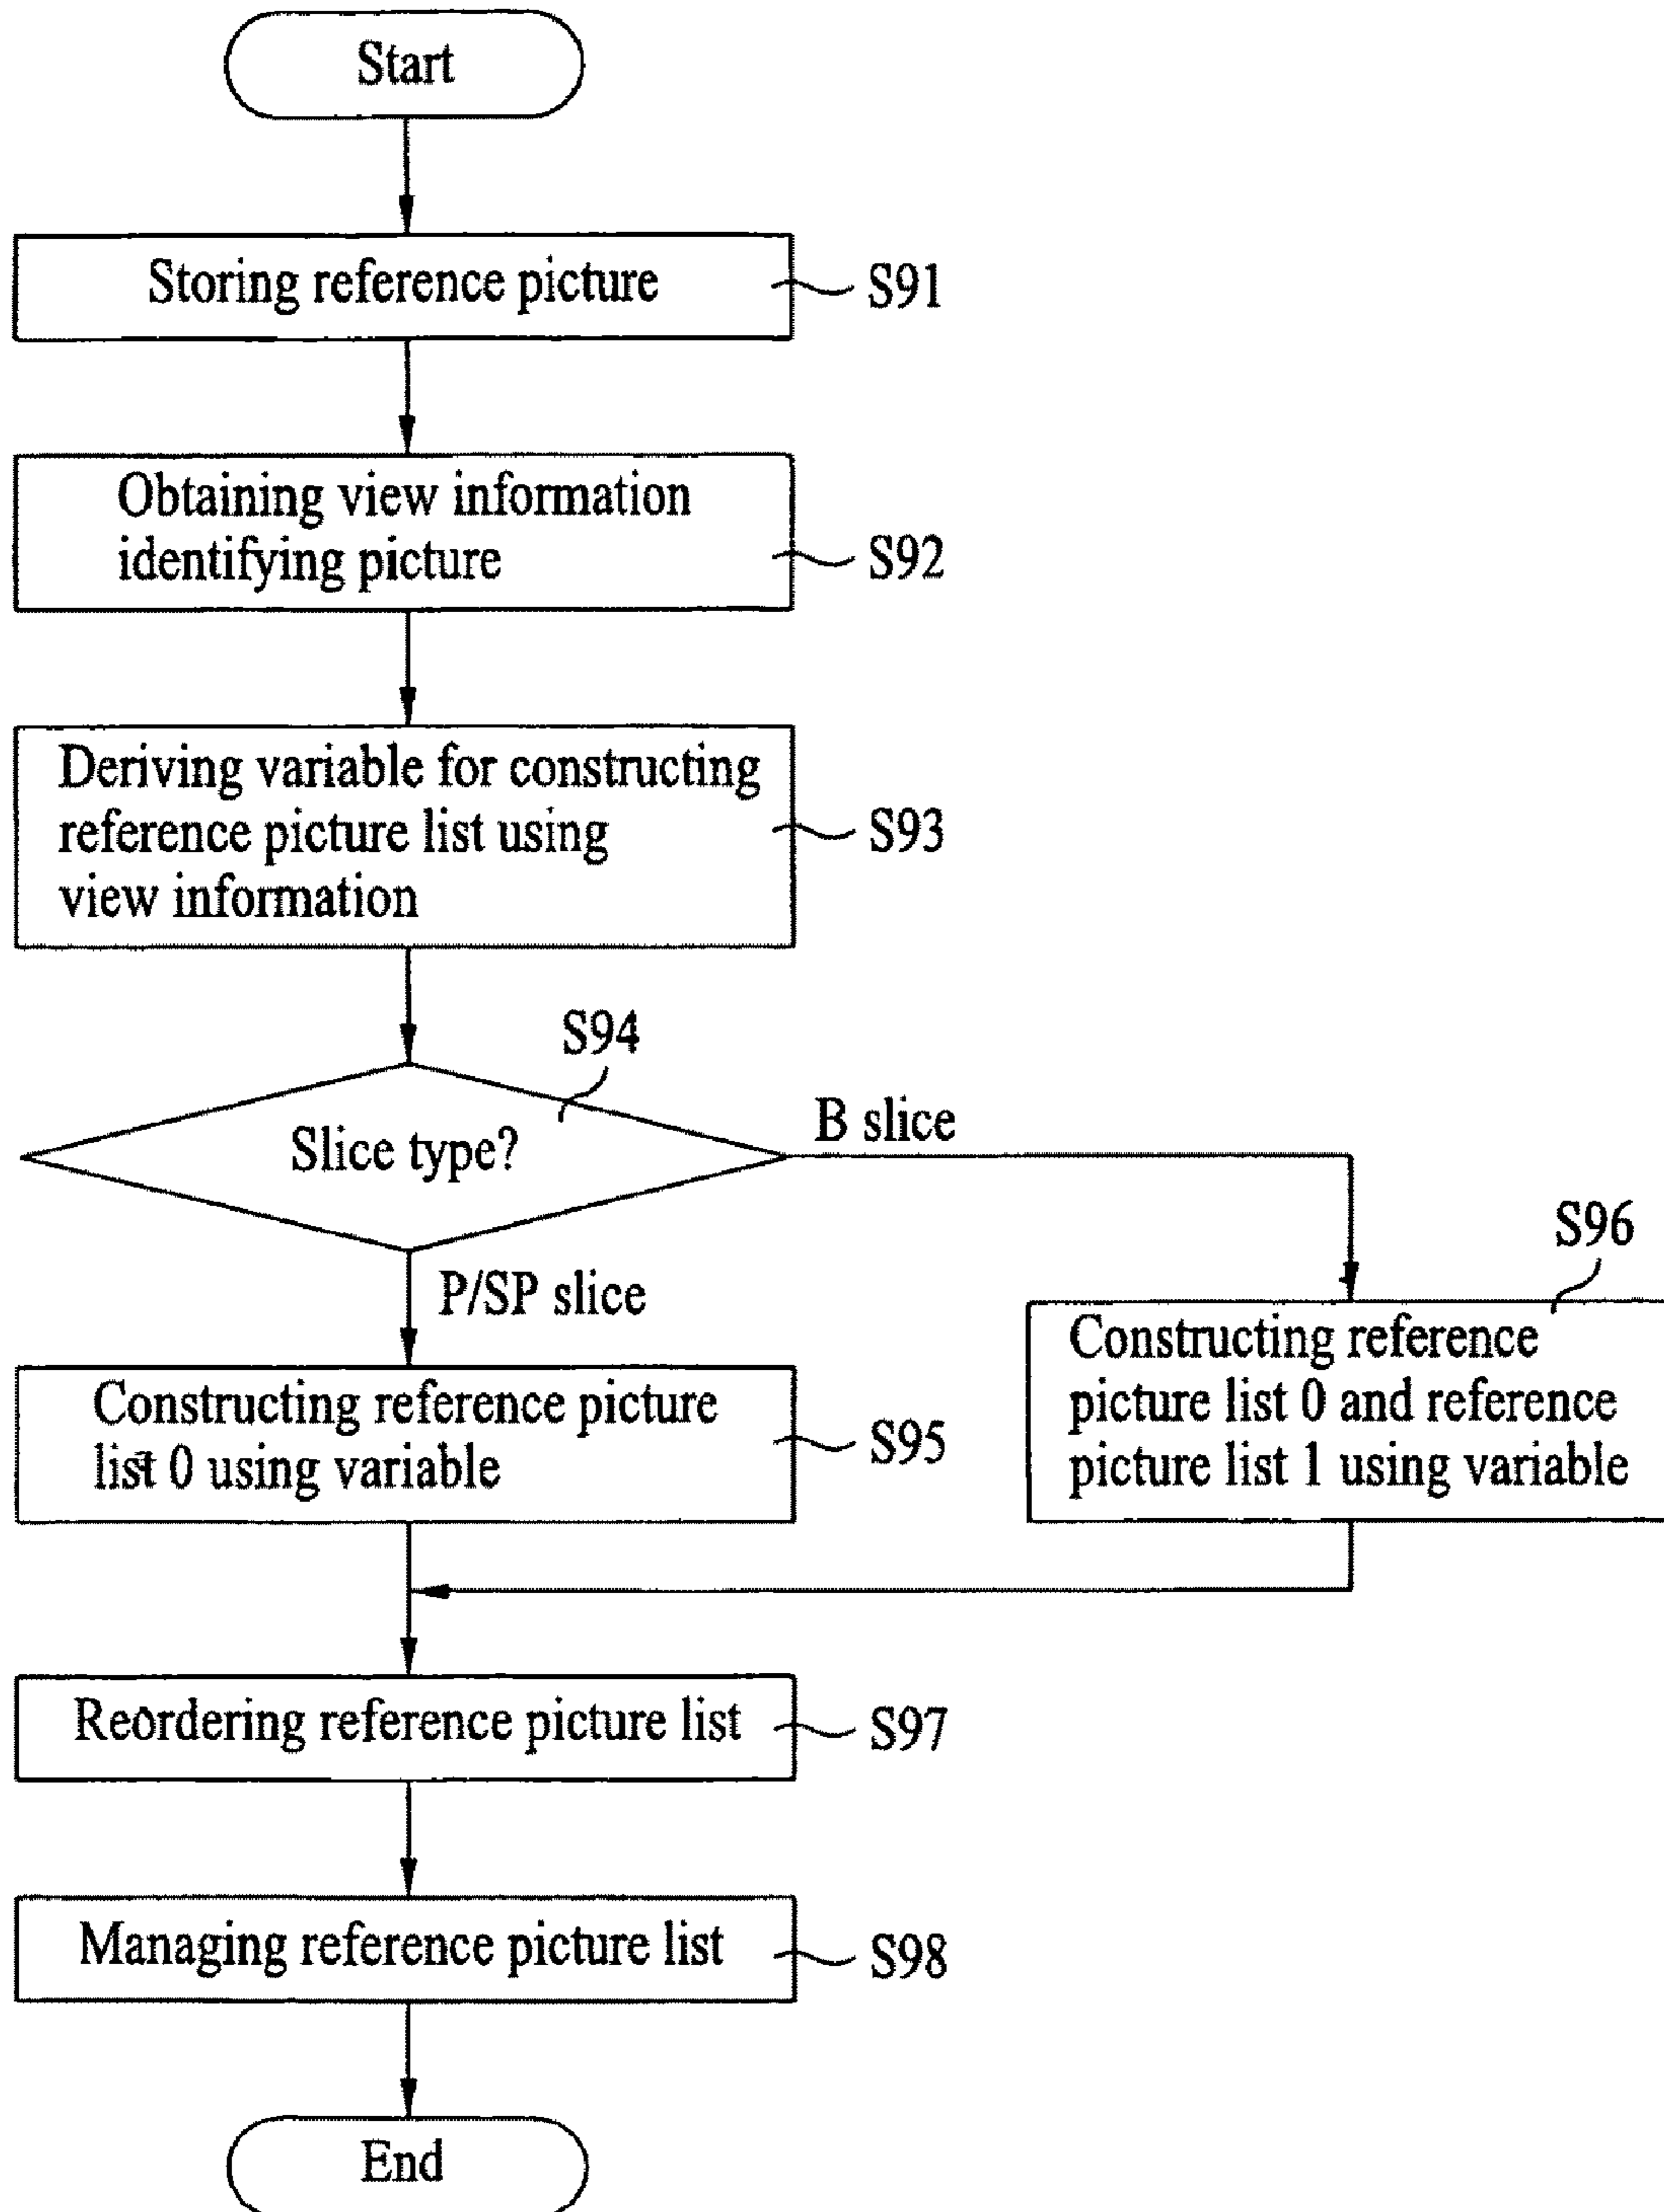 Start
Storing reference picture
S91
Obtaining view information
identifying picture
S92
Deriving variable for constructing
reference picture list using
view information
S93
S94
Slice type?
B slice
P/SP slice
S96
Constructing reference
picture list 0 and reference
picture list 1 using variable
Constructing reference picture
list 0 using variable
S95
Reordering reference picture list
S97
Managing reference picture list
S98
End